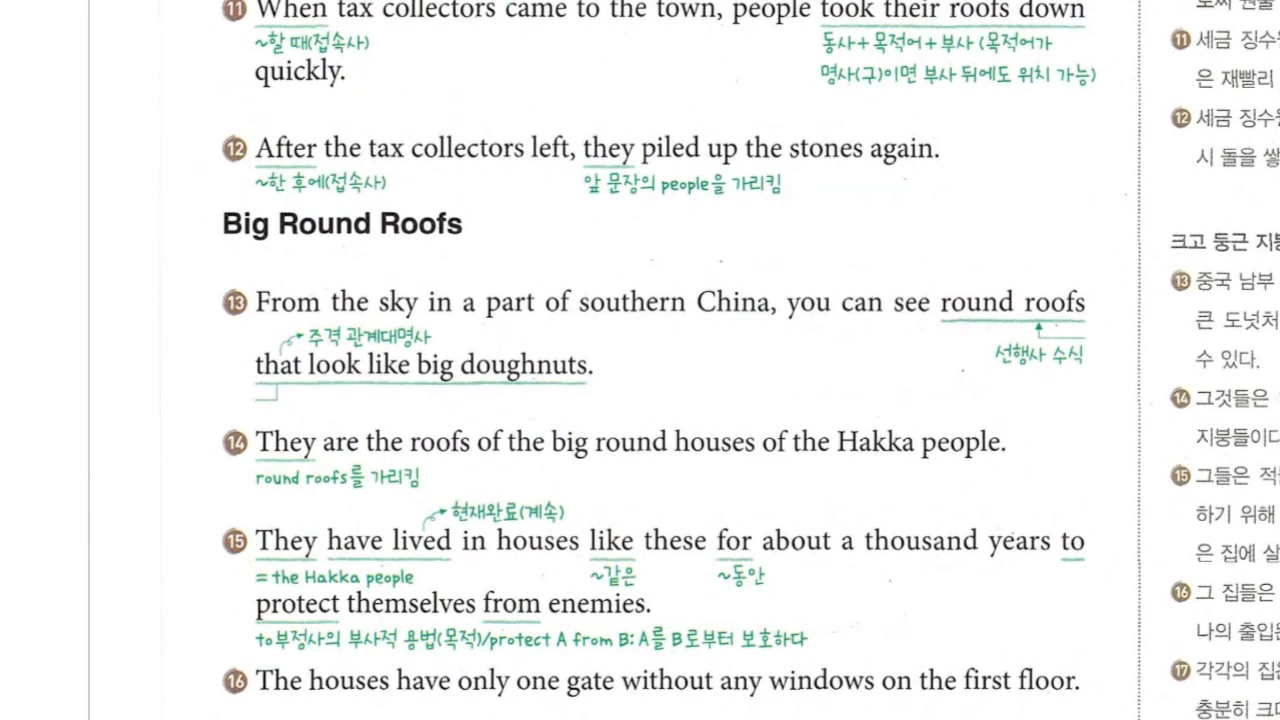 ⑪ When tax collectors came to the town, people took their roofs down
~할 때(접속사) 동사+목적어+부사 (목적어가
quickly. 명사(구)이면 부사 뒤에도 위치 가능)
⑫ After the tax collectors left, they piled up the stones again.
~한 후에(접속사) 앞 문장의 people을 가리킴
Big Round Roofs
⑬ From the sky in a part of southern China, you can see round roofs
주격 관계대명사 선행사 수식
that look like big doughnuts.
⑭ They are the roofs of the big round houses of the Hakka people.
round roofs를 가리킴
현재완료(계속)
⑮ They have lived in houses like these for about a thousand years to
= the Hakka people ~같은 ~동안
protect themselves from enemies.
to부정사의 부사적 용법(목적)/protect A from B: A를 B로부터 보호하다
⑯ The houses have only one gate without any windows on the first floor.
⑪ 세금 징수
은 재빨리
⑫ 세금 징수
시 돌을
크고 둥근
⑬ 중국 남부
큰 도넛처
수 있다.
⑭ 그것들은
지붕들이다
⑮ 그들은
하기 위해
은 집에
⑯ 그 집들은
나의 출입
⑰ 각각의
충분히